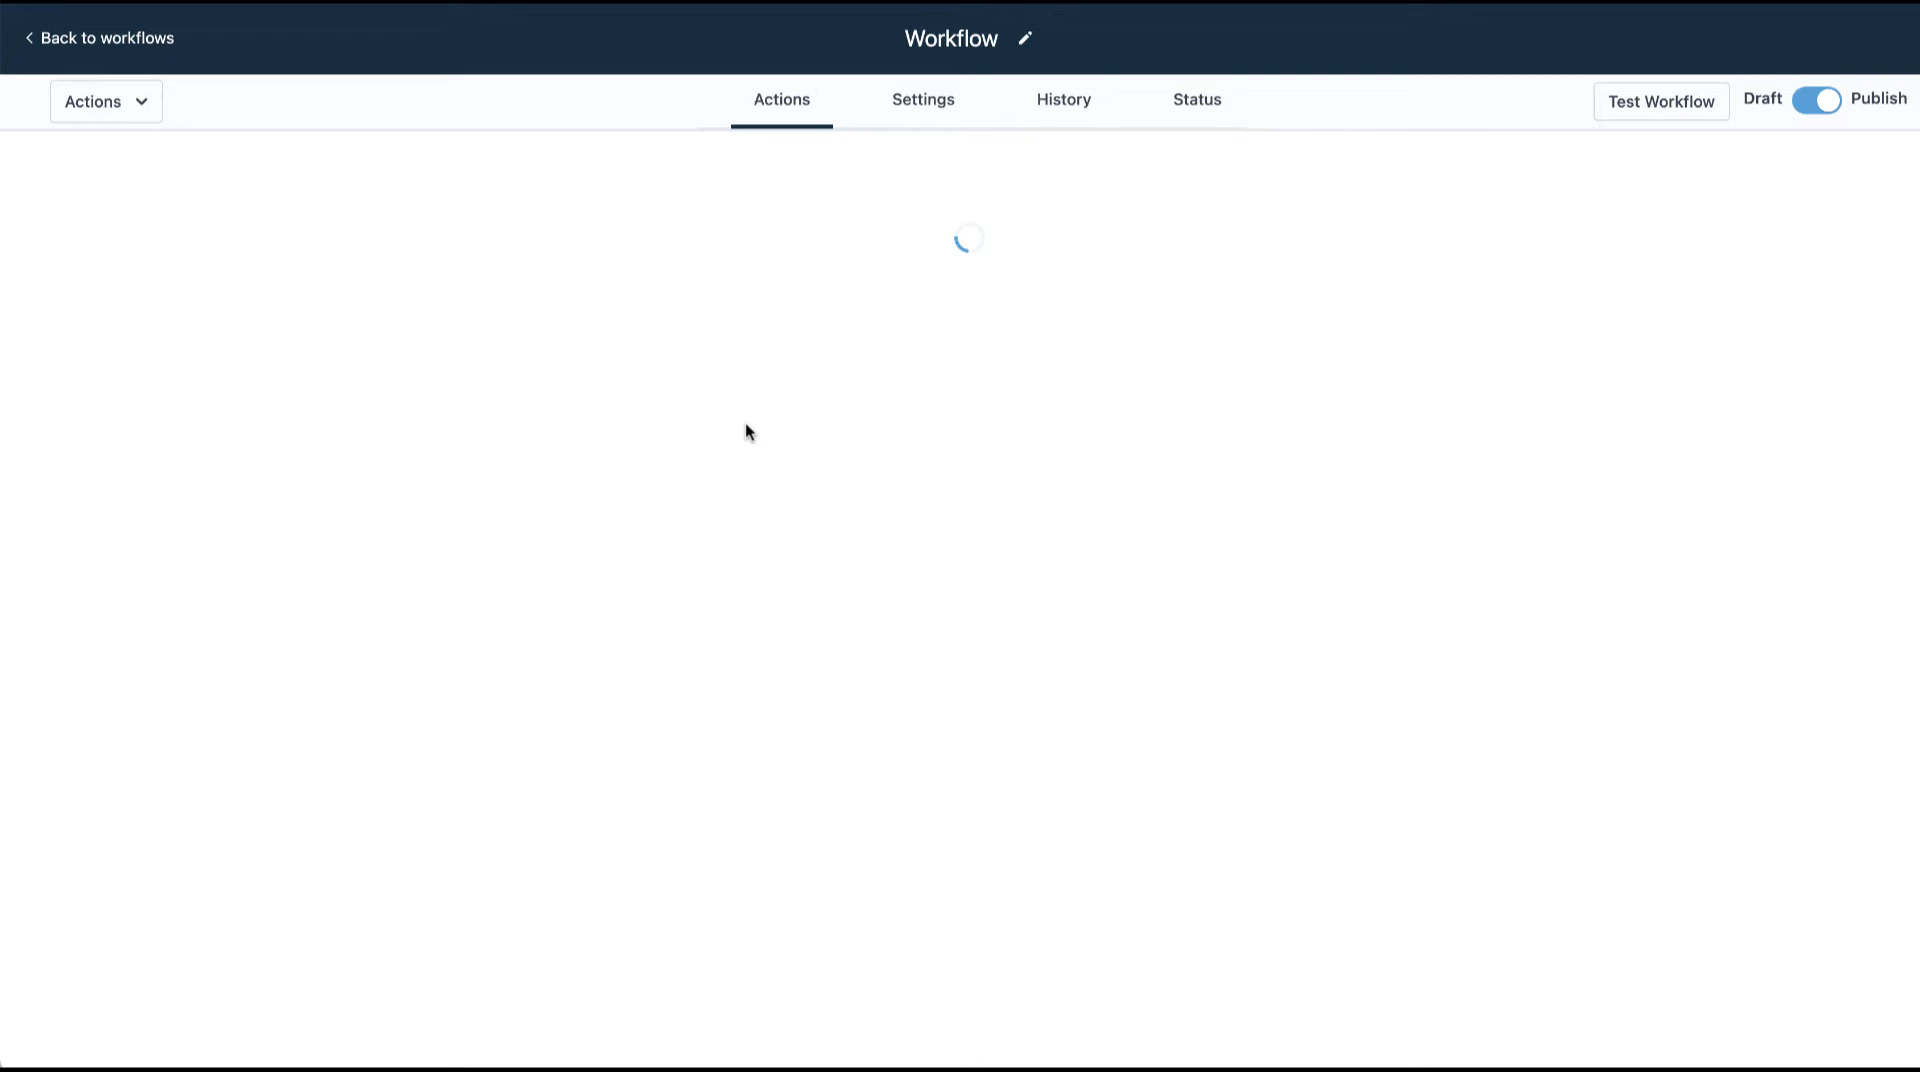 Back to workflows
Workflow
Actions
Actions
Settings
History
Status
Test Workflow
Draft
Publish